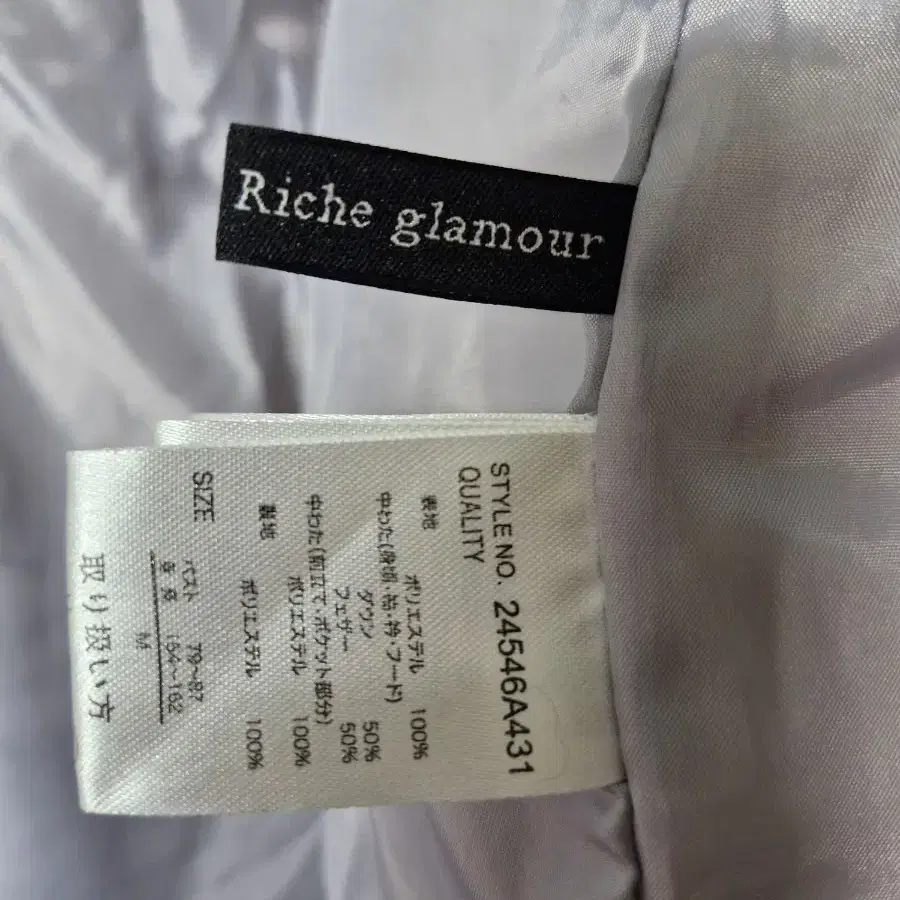 Riche glamour
STYLE NO. 24546A431
QUALITY
表地 ポリエステル 100%
中わた(身頃・袖・衿・フード)
ダウン 50%
フェザー 50%
中わた(前立て・ポケット部分)
ポリエステル 100%
裏地 ポリエステル 100%
SIZE
バスト 79~87
身長 154~162
M
取り扱い方